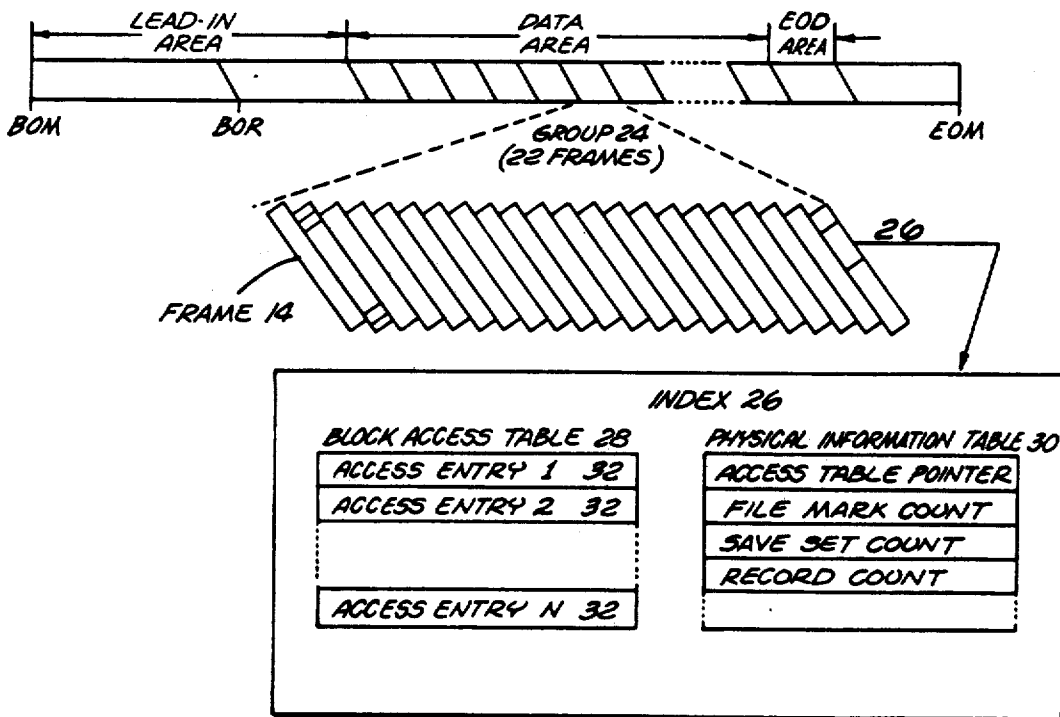 LEAD-IN AREA
DATA AREA
EOD AREA
BOM
BOR
EOM
GROUP 24
(22 FRAMES)
26
FRAME 14
INDEX 26
BLOCK ACCESS TABLE 28
ACCESS ENTRY 1 32
ACCESS ENTRY 2 32
ACCESS ENTRY N 32
PHYSICAL INFORMATION TABLE 30
ACCESS TABLE POINTER
FILE MARK COUNT
SAVE SET COUNT
RECORD COUNT